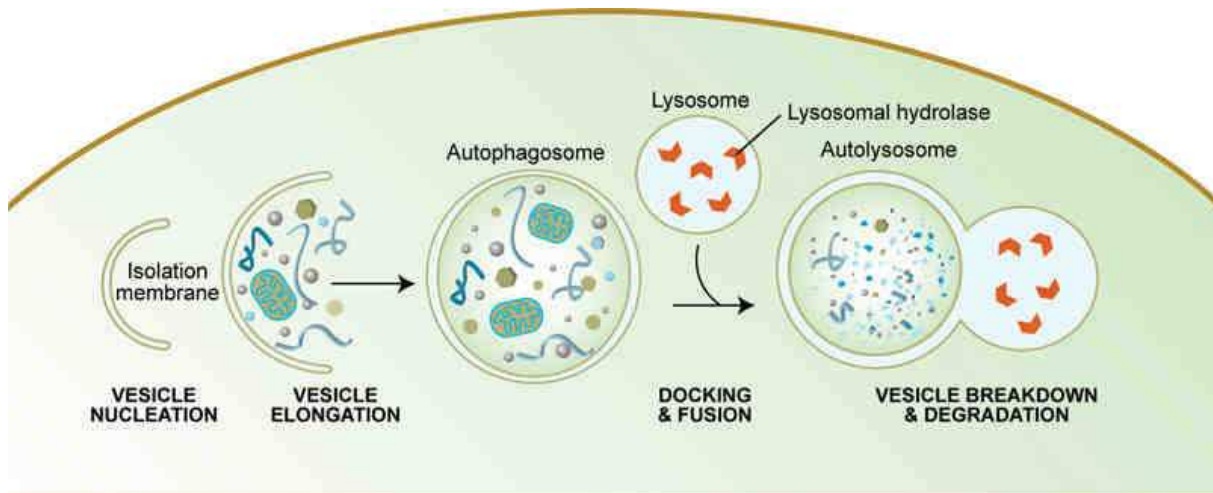 Lysosome
Lysosomal hydrolase
Autophagosome
Autolysosome
Isolation
membrane
VESICLE
NUCLEATION
VESICLE
ELONGATION
DOCKING
& FUSION
VESICLE BREAKDOWN
& DEGRADATION